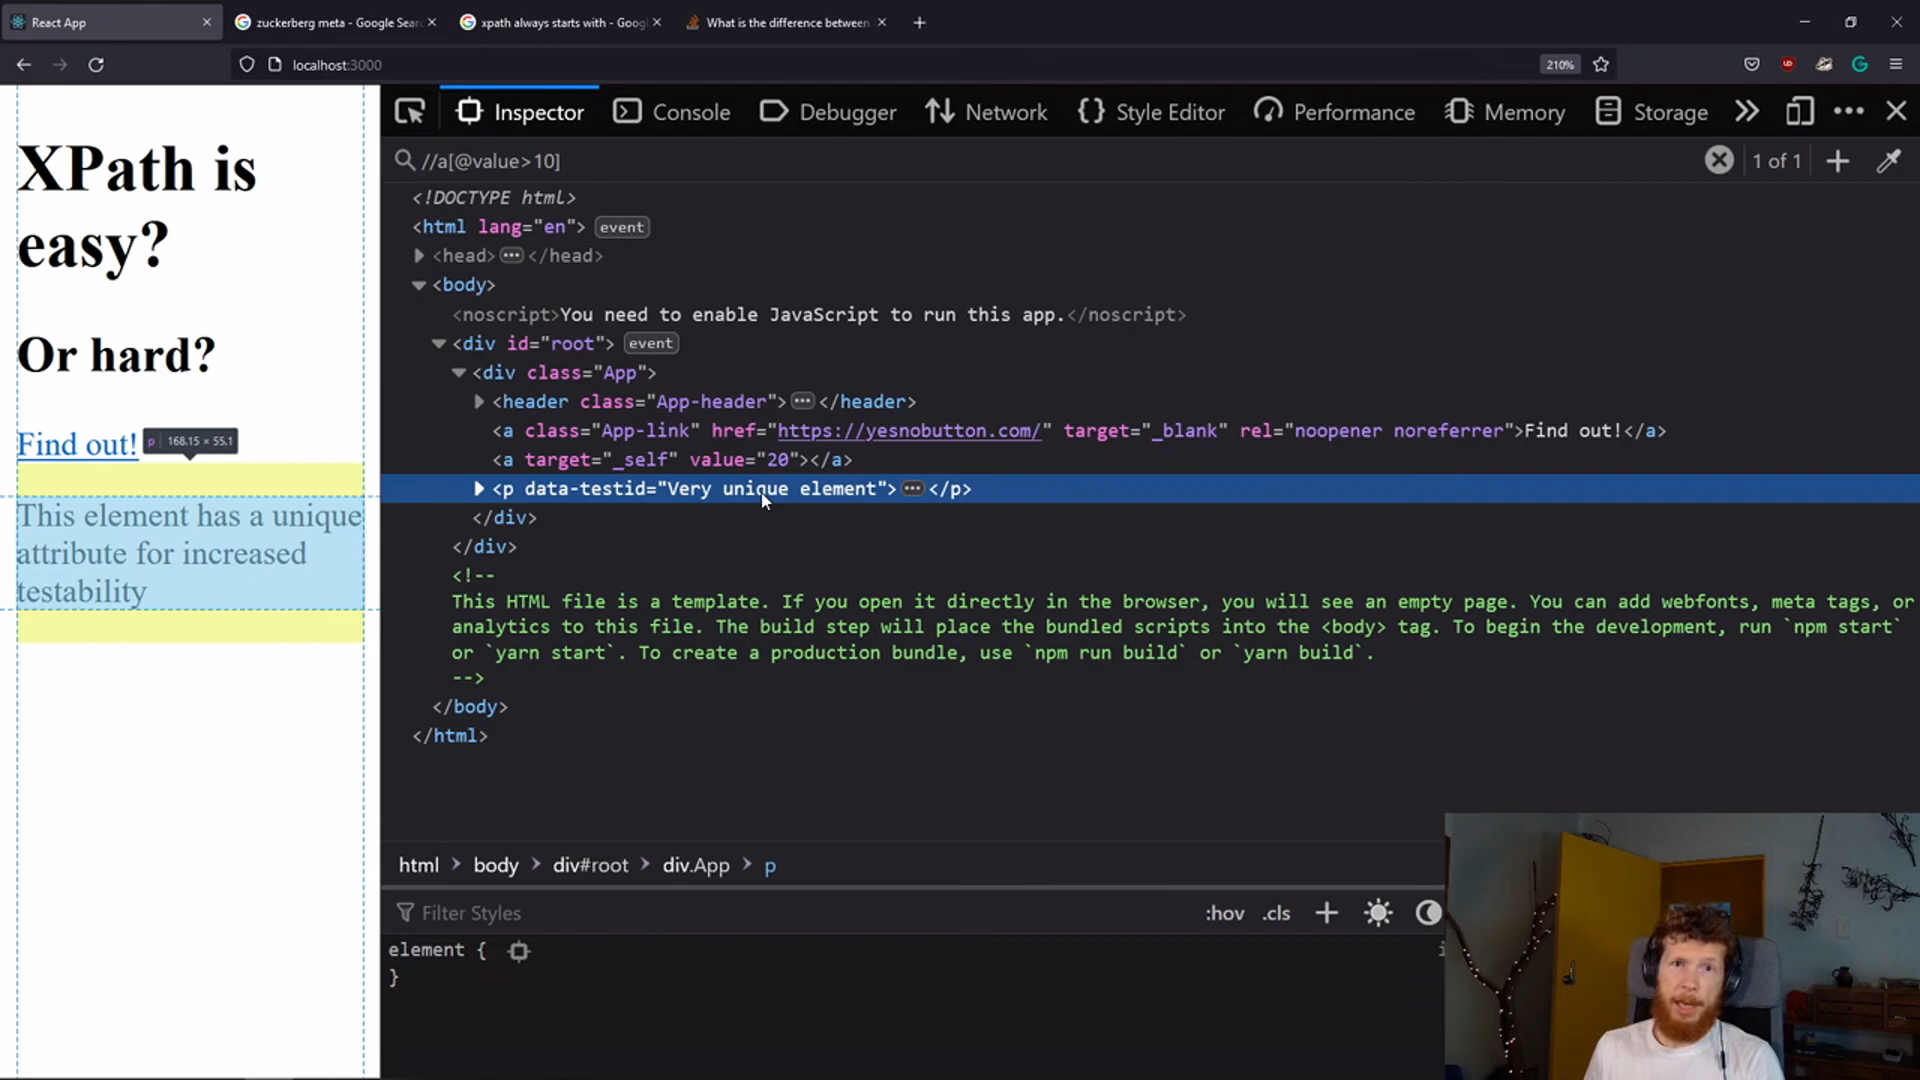 React App
zuckerberg meta - Google Sear
xpath always starts with - Goog
What is the difference between
localhost:3000
210%
Inspector
Console
Debugger
Network
Style Editor
Performance
Memory
Storage
//a[@value>10]
1 of 1
XPath is
easy?
Or hard?
Find out!
p 168.15 × 55.1
This element has a unique
attribute for increased
testability
<!DOCTYPE html>
<html lang="en"> event
<head> ••• </head>
<body>
<noscript>You need to enable JavaScript to run this app.</noscript>
<div id="root"> event
<div class="App">
<header class="App-header"> ••• </header>
<a class="App-link" href="https://yesnobutton.com/" target="_blank" rel="noopener noreferrer">Find out!</a>
<a target="_self" value="20"></a>
<p data-testid="Very unique element"> ••• </p>
</div>
</div>
<!--
This HTML file is a template. If you open it directly in the browser, you will see an empty page. You can add webfonts, meta tags, or
analytics to this file. The build step will place the bundled scripts into the <body> tag. To begin the development, run `npm start`
or `yarn start`. To create a production bundle, use `npm run build` or `yarn build`.
-->
</body>
</html>
html > body > div#root > div.App > p
Filter Styles
:hov .cls
element {
}